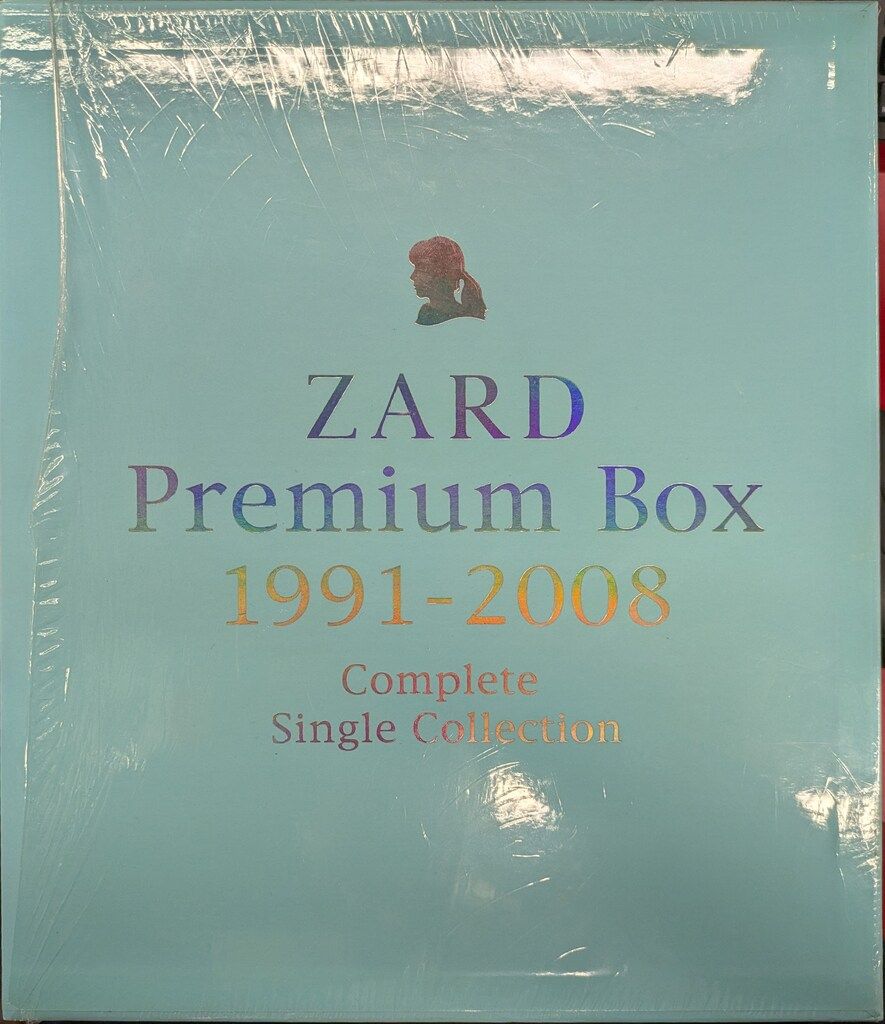 ZARD
Premium Box
1991-2008
Complete
Single Collection